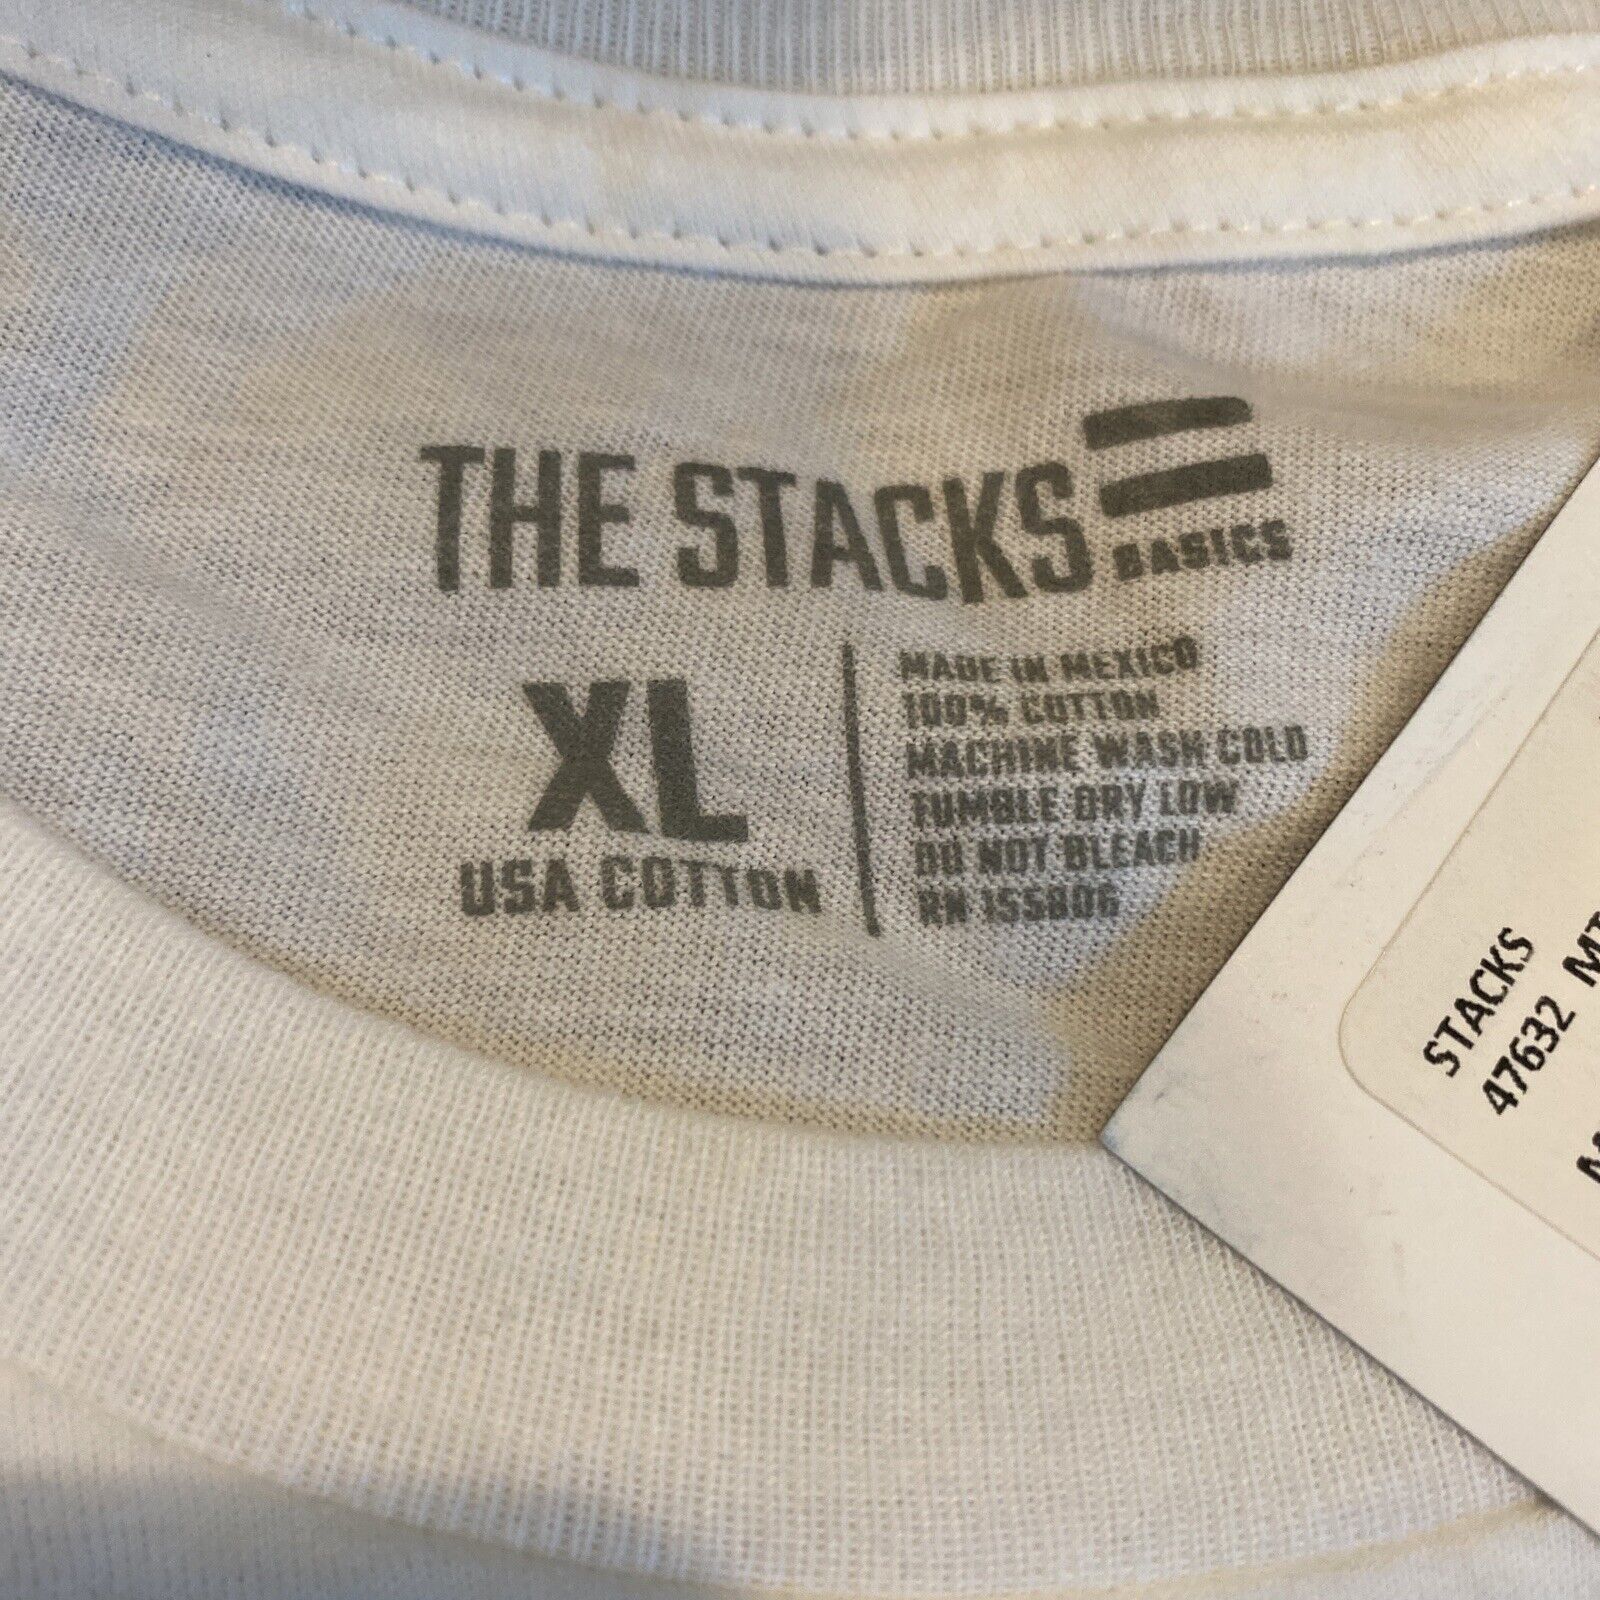 THE STACKS
BASICS
XL
USA COTTON
MADE IN MEXICO
100% COTTON
MACHINE WASH COLD
TUMBLE DRY LOW
DO NOT BLEACH
RN 155806
STACKS
47632